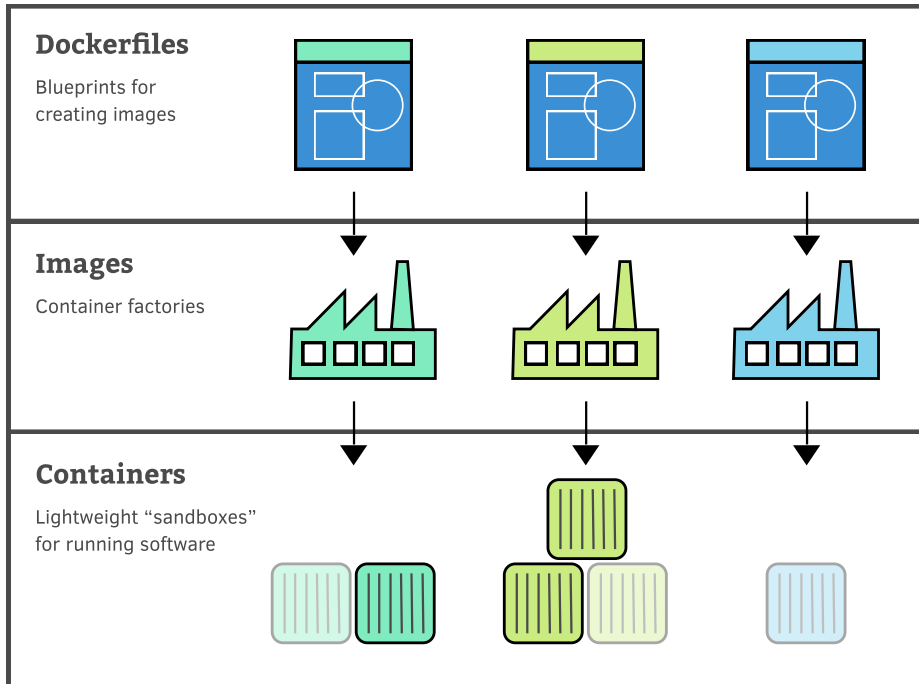 Dockerfiles
Blueprints for
creating images
Images
Container factories
Containers
Lightweight “sandboxes”
for running software